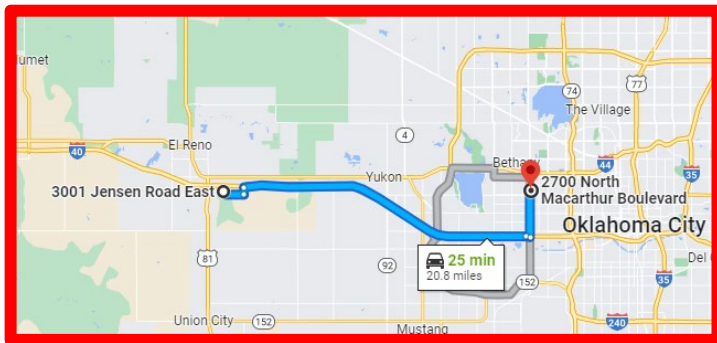 lumet
77
74
The Village
4
El Reno
40
Bethany
44
Yukon
35
3001 Jensen Road East
2700 North
Macarthur Boulevard
Oklahoma City
25 min
20.8 miles
Del C
81
92
152
35
Union City
152
Mustang
240